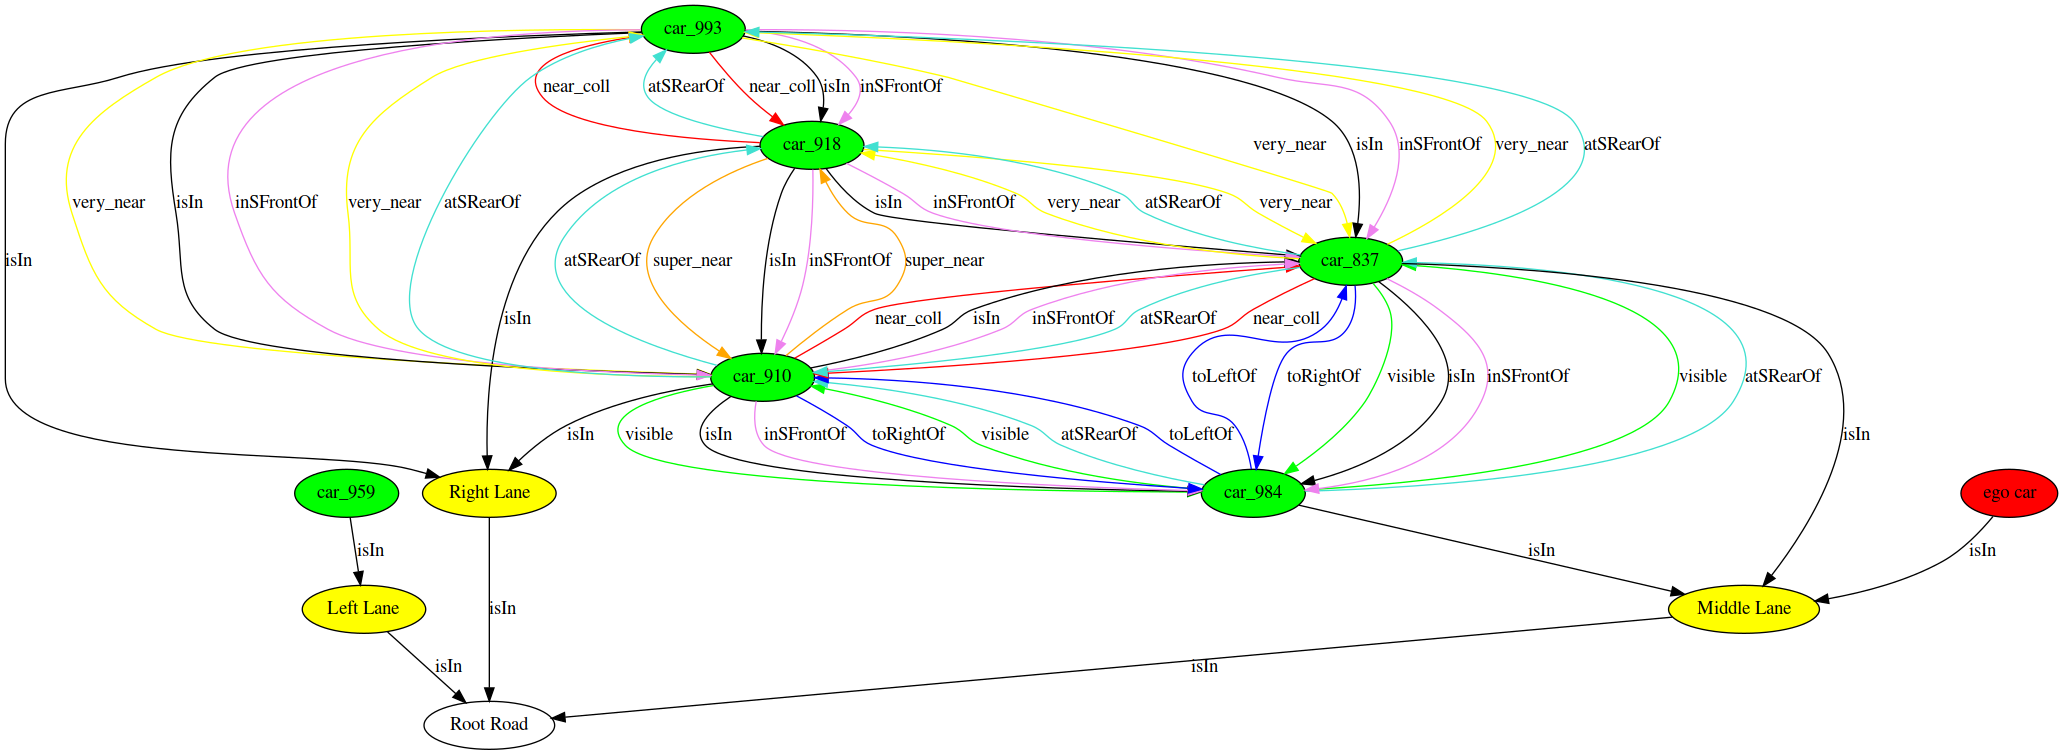 car_993
near_coll
atSRearOf
near_coll
isIn
inSFrontOf
car_918
very_near
isIn
inSFrontOf
very_near
atSRearOf
very_near
isIn
inSFrontOf
very_near
atSRearOf
isIn
inSFrontOf
very_near
atSRearOf
very_near
isIn
atSRearOf
super_near
isIn
inSFrontOf
super_near
car_837
isIn
near_coll
isIn
inSFrontOf
atSRearOf
near_coll
car_910
toLeftOf
toRightOf
visible
isIn
inSFrontOf
visible
atSRearOf
isIn
visible
isIn
inSFrontOf
toRightOf
visible
atSRearOf
toLeftOf
isIn
car_959
Right Lane
car_984
ego car
isIn
isIn
isIn
Left Lane
isIn
Middle Lane
isIn
isIn
Root Road